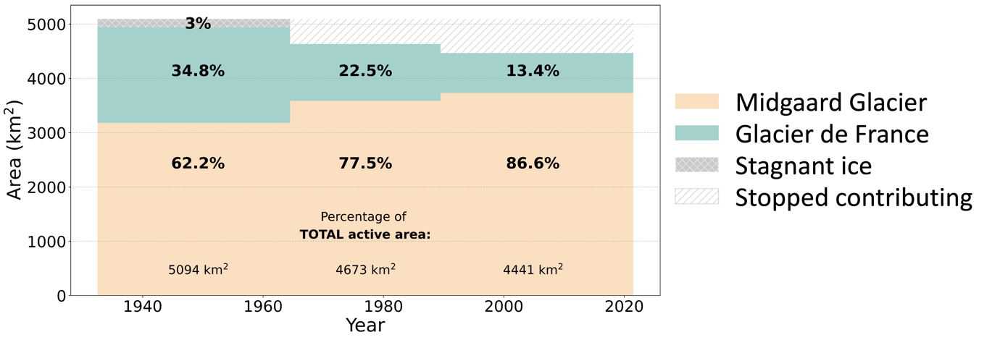 5000
4000
3000
2000
1000
0
Area (km²)
3%
34.8%
22.5%
13.4%
62.2%
77.5%
86.6%
Percentage of
TOTAL active area:
5094 km²
4673 km²
4441 km²
1940
1960
1980
2000
2020
Year
Midgaard Glacier
Glacier de France
Stagnant ice
Stopped contributing